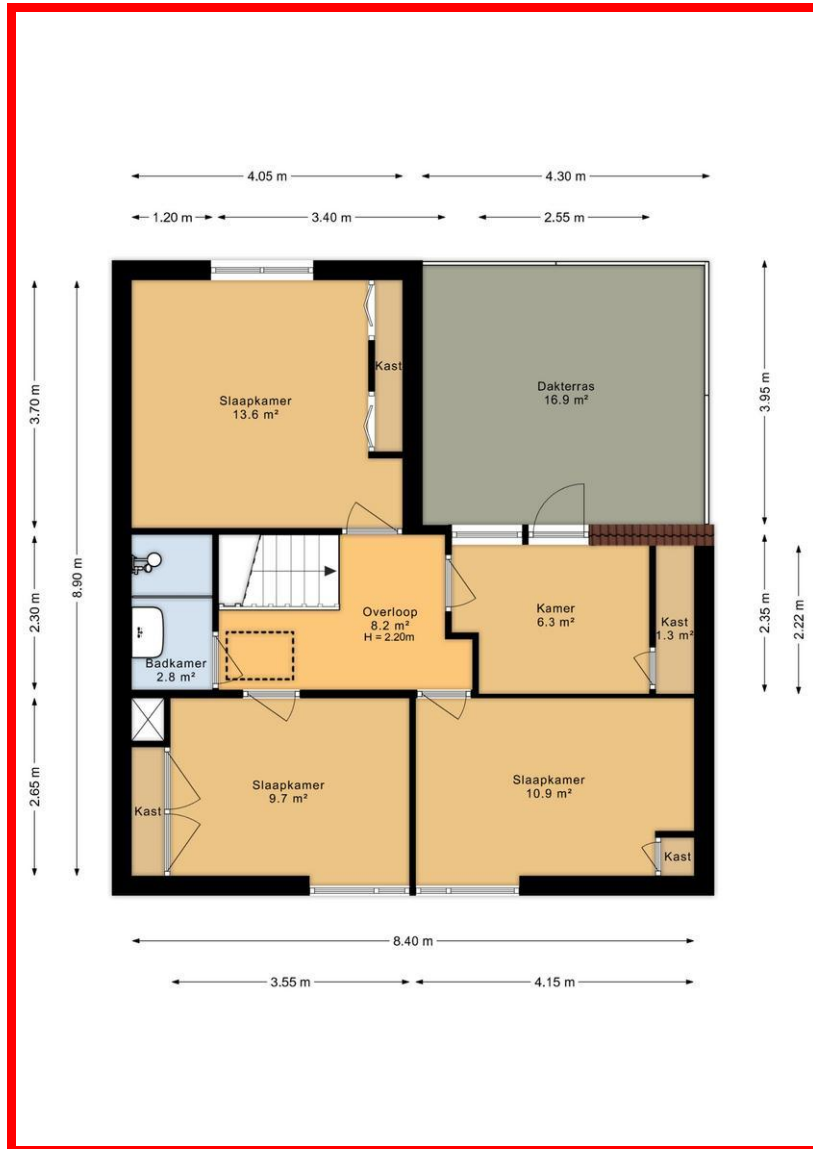 4.05 m
4.30 m
1.20 m
3.40 m
2.55 m
3.70 m
8.90 m
3.95 m
Kast
Slaapkamer
13.6 m²
Dakterras
16.9 m²
2.30 m
2.35 m
2.22 m
Overloop
8.2 m²
H = 2.20m
Kamer
6.3 m²
Kast
1.3 m²
Badkamer
2.8 m²
2.65 m
Slaapkamer
9.7 m²
Slaapkamer
10.9 m²
Kast
Kast
8.40 m
3.55 m
4.15 m